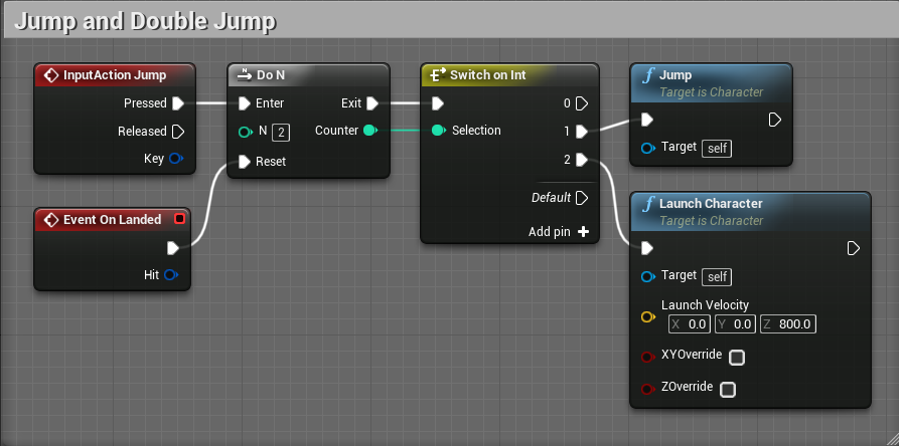 Jump and Double Jump
InputAction Jump
Pressed
Released
Key
Do N
Enter Exit
N 2 Counter
Reset
Switch on Int
0
Selection 1
2
Default
Add pin
Jump
Target is Character
Target self
Event On Landed
Hit
Launch Character
Target is Character
Target self
Launch Velocity
X 0.0 Y 0.0 Z 800.0
XYOverride
ZOverride